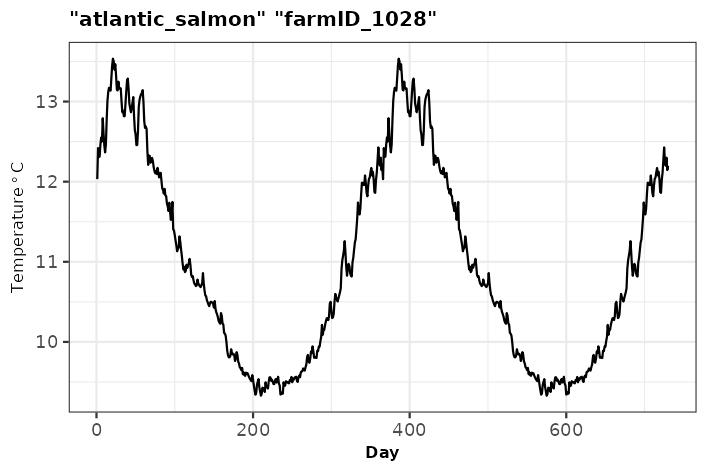 "atlantic_salmon" "farmID_1028"
Temperature ° C
13
12
11
10
0 200 400 600
Day